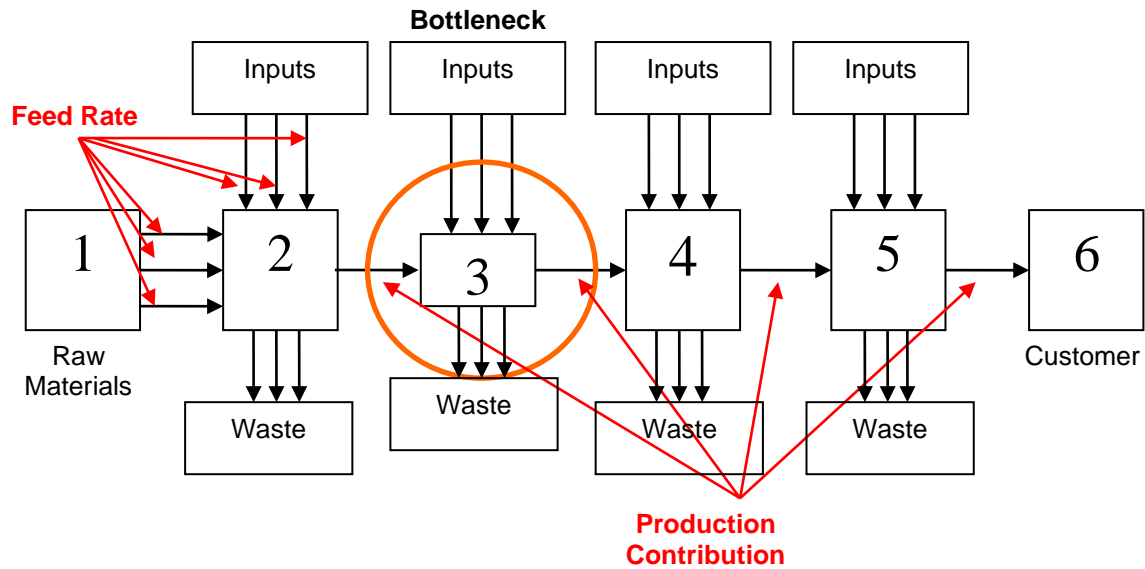 Bottleneck
Inputs
Inputs
Inputs
Inputs
Feed Rate
1
2
3
4
5
6
Raw
Materials
Customer
Waste
Waste
Waste
Waste
Production
Contribution